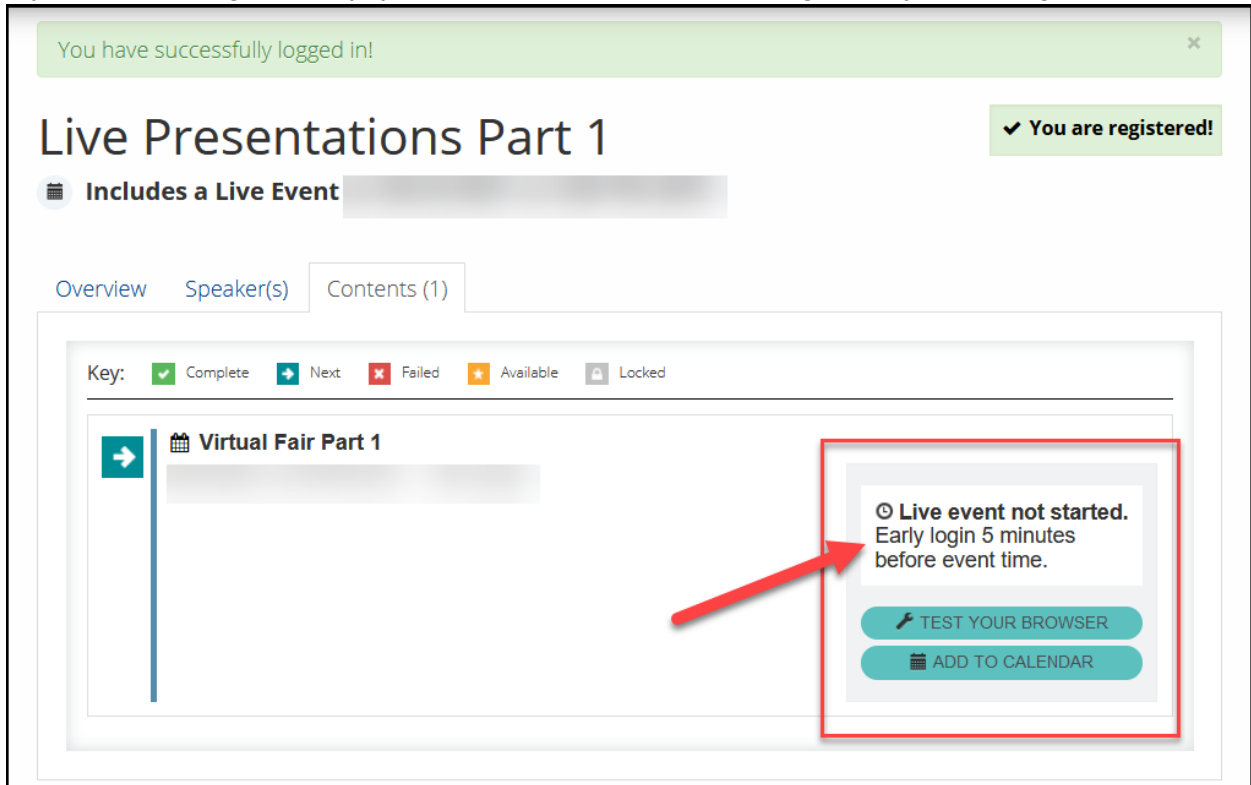 You have successfully logged in! ×
Live Presentations Part 1
You are registered!
Includes a Live Event
Overview Speaker(s) Contents (1)
Key: Complete Next Failed Available Locked
Virtual Fair Part 1
Live event not started.
Early login 5 minutes
before event time.
TEST YOUR BROWSER
ADD TO CALENDAR